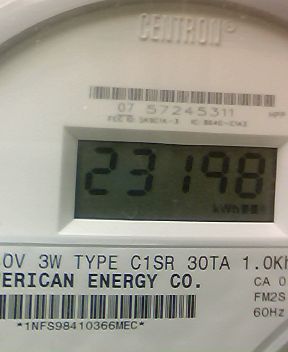 CENTRON®
07 57245311
23198
kWh
0V 3W TYPE C1SR 30TA 1.0Kh
ERICAN ENERGY CO.
CA 0
FM2S
60Hz
*1NFS98410366MEC*